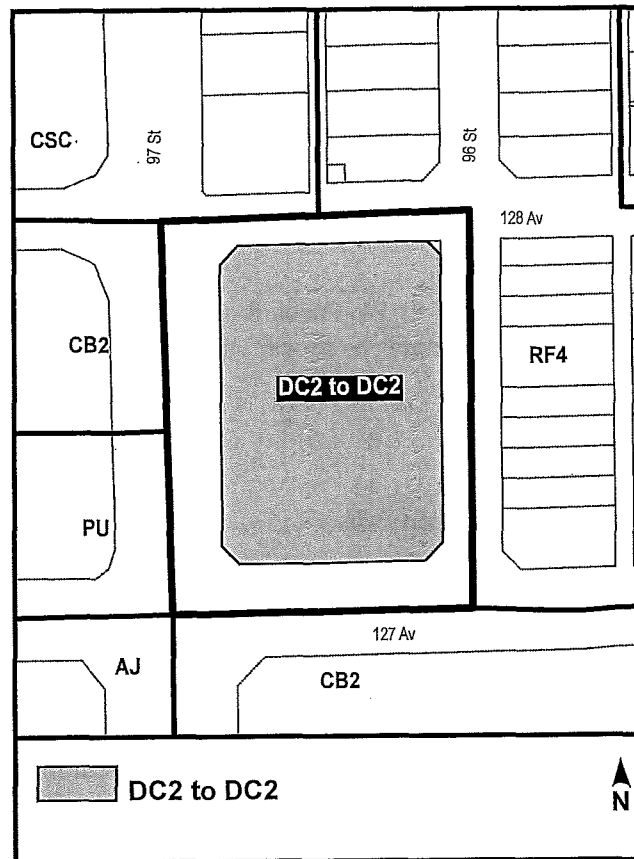 CSC
97 St
96 St
128 Av
CB2
DC2 to DC2
RF4
PU
127 Av
AJ
CB2
DC2 to DC2
N